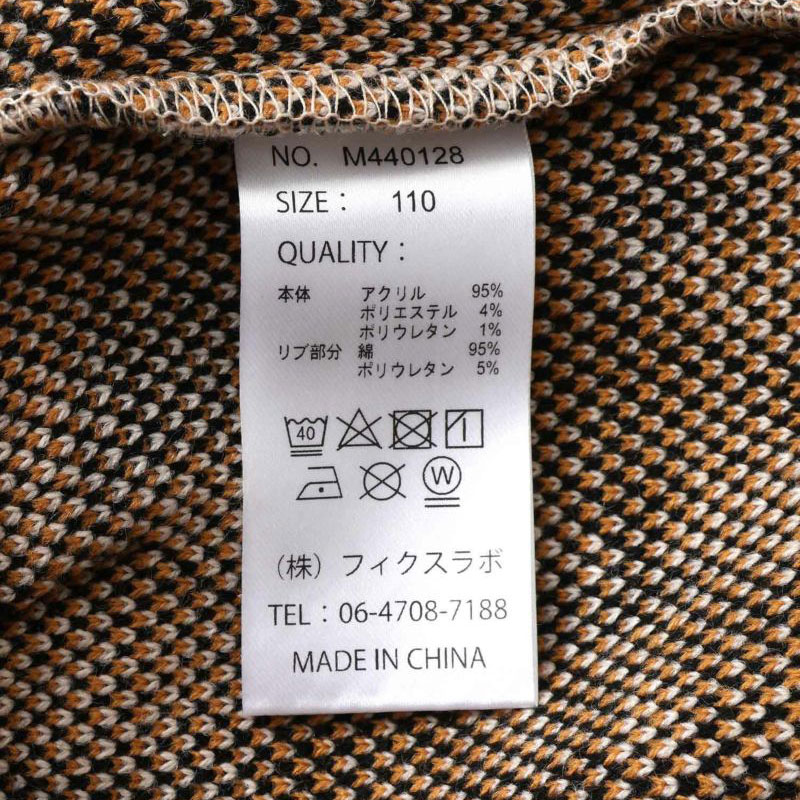 NO. M440128
SIZE： 110
QUALITY：
本体 アクリル 95%
ポリエステル 4%
ポリウレタン 1%
リブ部分 綿 95%
ポリウレタン 5%
40
W
（株）フィクスラボ
TEL：06-4708-7188
MADE IN CHINA